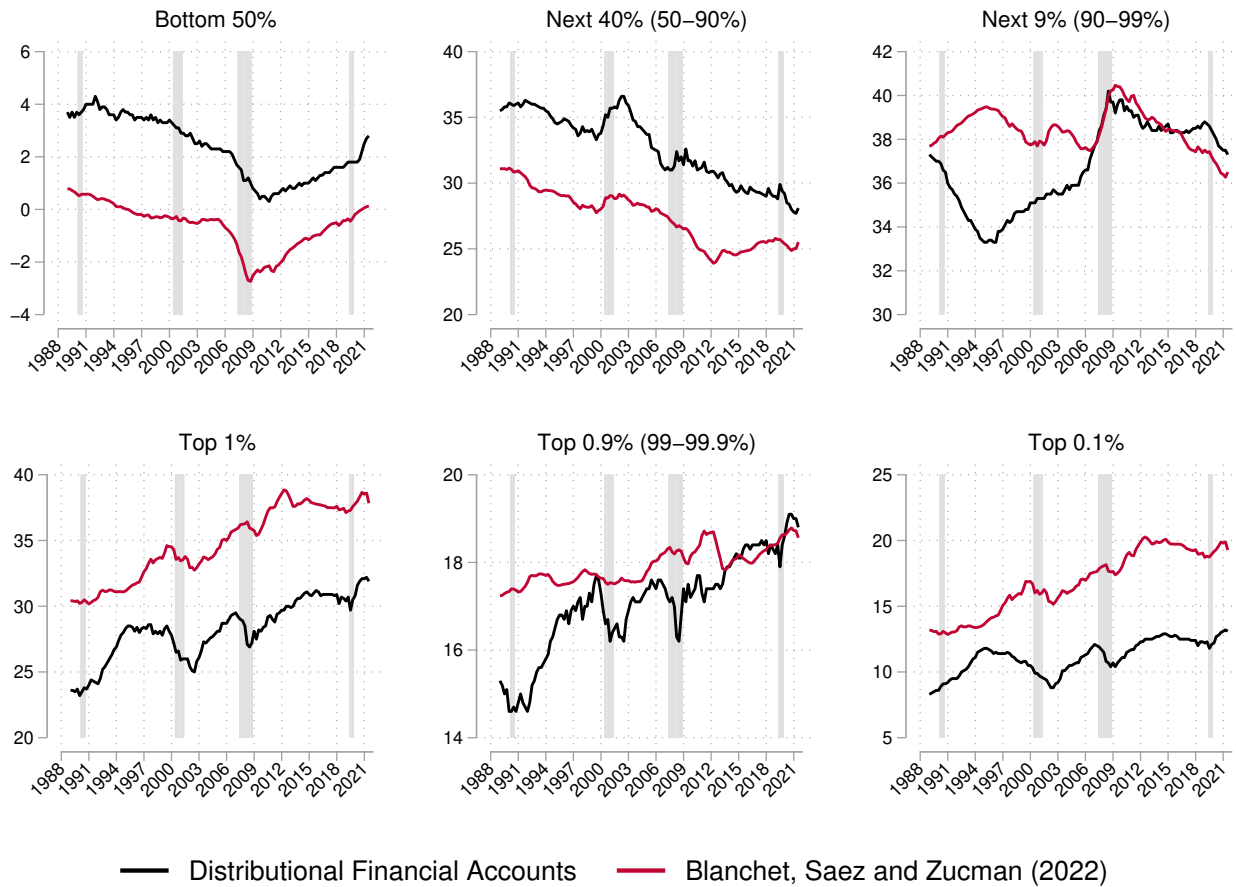 Bottom 50%
6
4
2
0
−2
−4
1988 1991 1994 1997 2000 2003 2006 2009 2012 2015 2018 2021
Next 40% (50−90%)
40
35
30
25
20
1988 1991 1994 1997 2000 2003 2006 2009 2012 2015 2018 2021
Next 9% (90−99%)
42
40
38
36
34
32
30
1988 1991 1994 1997 2000 2003 2006 2009 2012 2015 2018 2021
Top 1%
40
35
30
25
20
1988 1991 1994 1997 2000 2003 2006 2009 2012 2015 2018 2021
Top 0.9% (99−99.9%)
20
18
16
14
1988 1991 1994 1997 2000 2003 2006 2009 2012 2015 2018 2021
Top 0.1%
25
20
15
10
5
1988 1991 1994 1997 2000 2003 2006 2009 2012 2015 2018 2021
Distributional Financial Accounts
Blanchet, Saez and Zucman (2022)